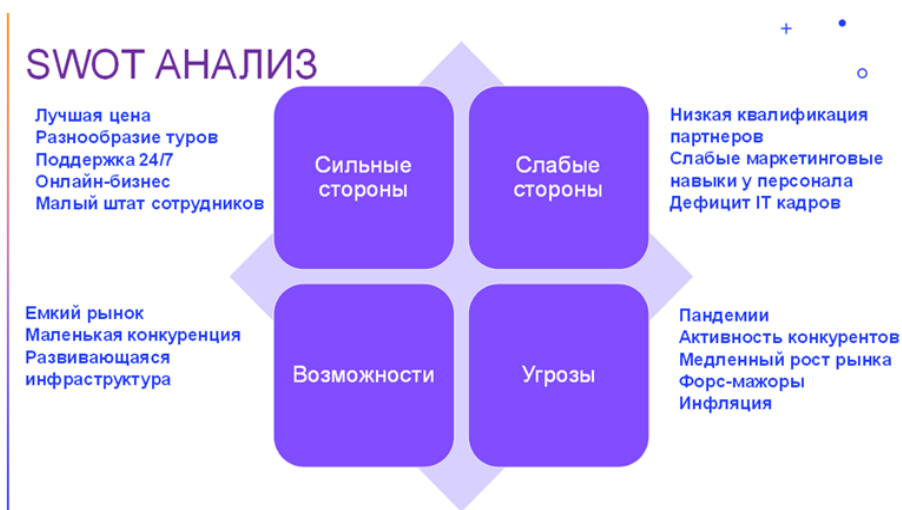 SWOT АНАЛИЗ
Лучшая цена
Разнообразие туров
Поддержка 24/7
Онлайн-бизнес
Малый штат сотрудников
Сильные
стороны
Слабые
стороны
Низкая квалификация
партнеров
Слабые маркетинговые
навыки у персонала
Дефицит IT кадров
Емкий рынок
Маленькая конкуренция
Развивающаяся
инфраструктура
Возможности
Угрозы
Пандемии
Активность конкурентов
Медленный рост рынка
Форс-мажоры
Инфляция